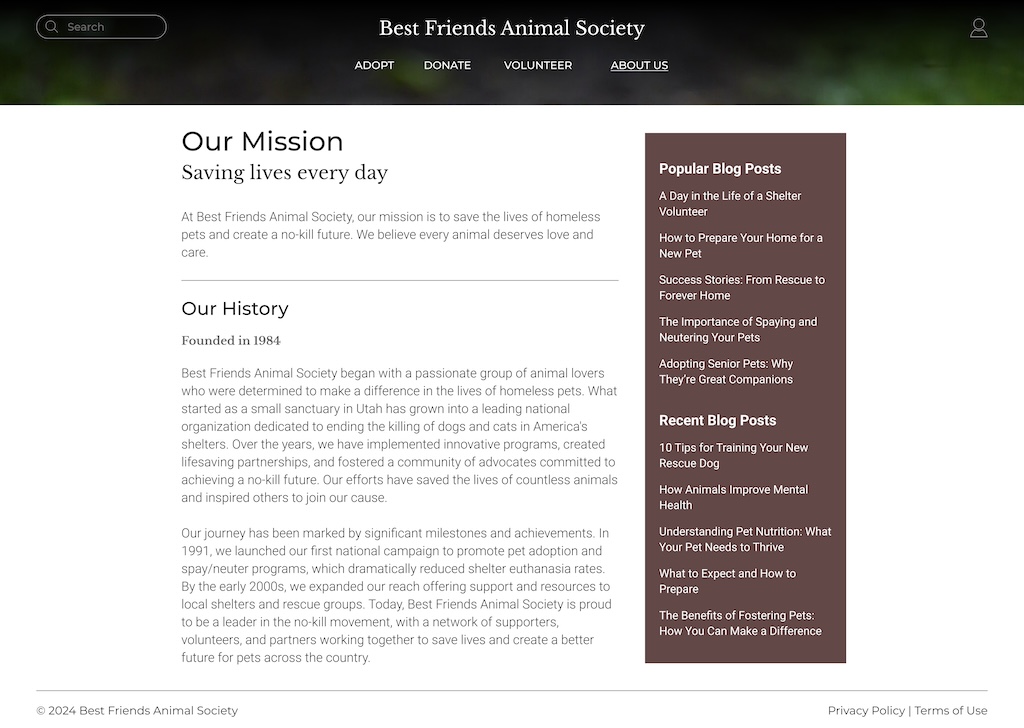 Search
Best Friends Animal Society
ADOPT DONATE VOLUNTEER ABOUT US
Our Mission
Saving lives every day
At Best Friends Animal Society, our mission is to save the lives of homeless
pets and create a no-kill future. We believe every animal deserves love and
care.
Our History
Founded in 1984
Best Friends Animal Society began with a passionate group of animal lovers
who were determined to make a difference in the lives of homeless pets. What
started as a small sanctuary in Utah has grown into a leading national
organization dedicated to ending the killing of dogs and cats in America's
shelters. Over the years, we have implemented innovative programs, created
lifesaving partnerships, and fostered a community of advocates committed to
achieving a no-kill future. Our efforts have saved the lives of countless animals
and inspired others to join our cause.
Our journey has been marked by significant milestones and achievements. In
1991, we launched our first national campaign to promote pet adoption and
spay/neuter programs, which dramatically reduced shelter euthanasia rates.
By the early 2000s, we expanded our reach offering support and resources to
local shelters and rescue groups. Today, Best Friends Animal Society is proud
to be a leader in the no-kill movement, with a network of supporters,
volunteers, and partners working together to save lives and create a better
future for pets across the country.
Popular Blog Posts
A Day in the Life of a Shelter
Volunteer
How to Prepare Your Home for a
New Pet
Success Stories: From Rescue to
Forever Home
The Importance of Spaying and
Neutering Your Pets
Adopting Senior Pets: Why
They're Great Companions
Recent Blog Posts
10 Tips for Training Your New
Rescue Dog
How Animals Improve Mental
Health
Understanding Pet Nutrition: What
Your Pet Needs to Thrive
What to Expect and How to
Prepare
The Benefits of Fostering Pets:
How You Can Make a Difference
© 2024 Best Friends Animal Society
Privacy Policy | Terms of Use